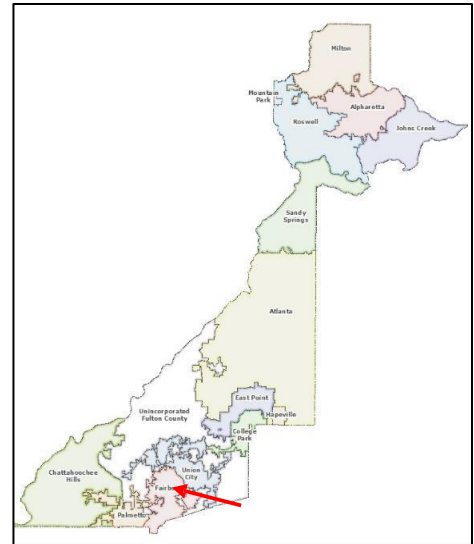 Milton
Mountain
Park
Alpharetta
Roswell
Johns Creek
Sandy
Springs
Atlanta
East Point
Hapeville
College
Park
Unincorporated
Fulton County
Union
City
Chattahoochee
Hills
Palmetto